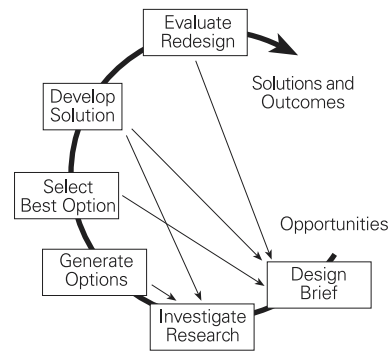 Evaluate
Redesign
Solutions and
Outcomes
Develop
Solution
Select
Best Option
Opportunities
Generate
Options
Design
Brief
Investigate
Research